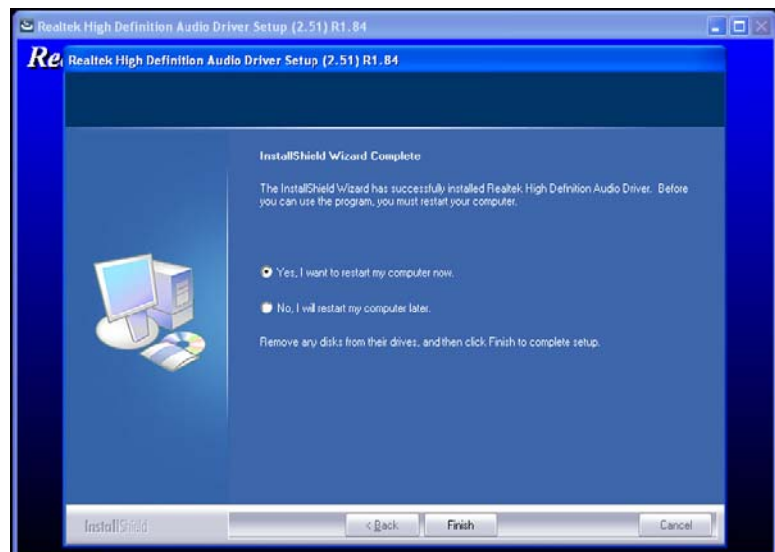 Realtek High Definition Audio Driver Setup (2.51) R1.84
Re
Realtek High Definition Audio Driver Setup (2.51) R1.84
InstallShield Wizard Complete
The InstallShield Wizard has successfully installed Realtek High Definition Audio Driver. Before
you can use the program, you must restart your computer.
Yes, I want to restart my computer now.
No, I will restart my computer later.
Remove any disks from their drives, and then click Finish to complete setup.
InstallShield
< Back
Finish
Cancel